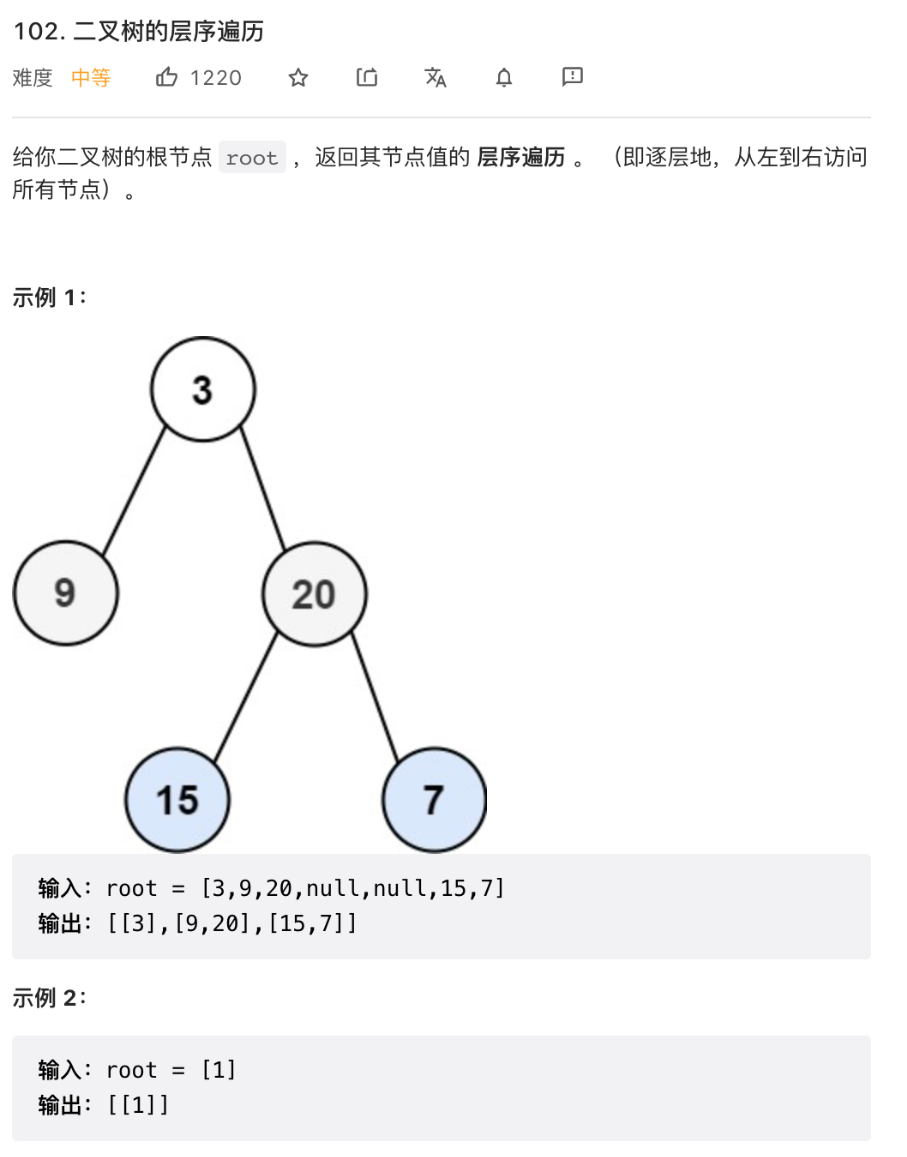 102. 二叉树的层序遍历
难度 中等 1220
给你二叉树的根节点 root ，返回其节点值的 层序遍历 。 （即逐层地，从左到右访问
所有节点）。
示例 1：
3
9 20
15 7
输入：root = [3,9,20,null,null,15,7]
输出：[[3],[9,20],[15,7]]
示例 2：
输入：root = [1]
输出：[[1]]